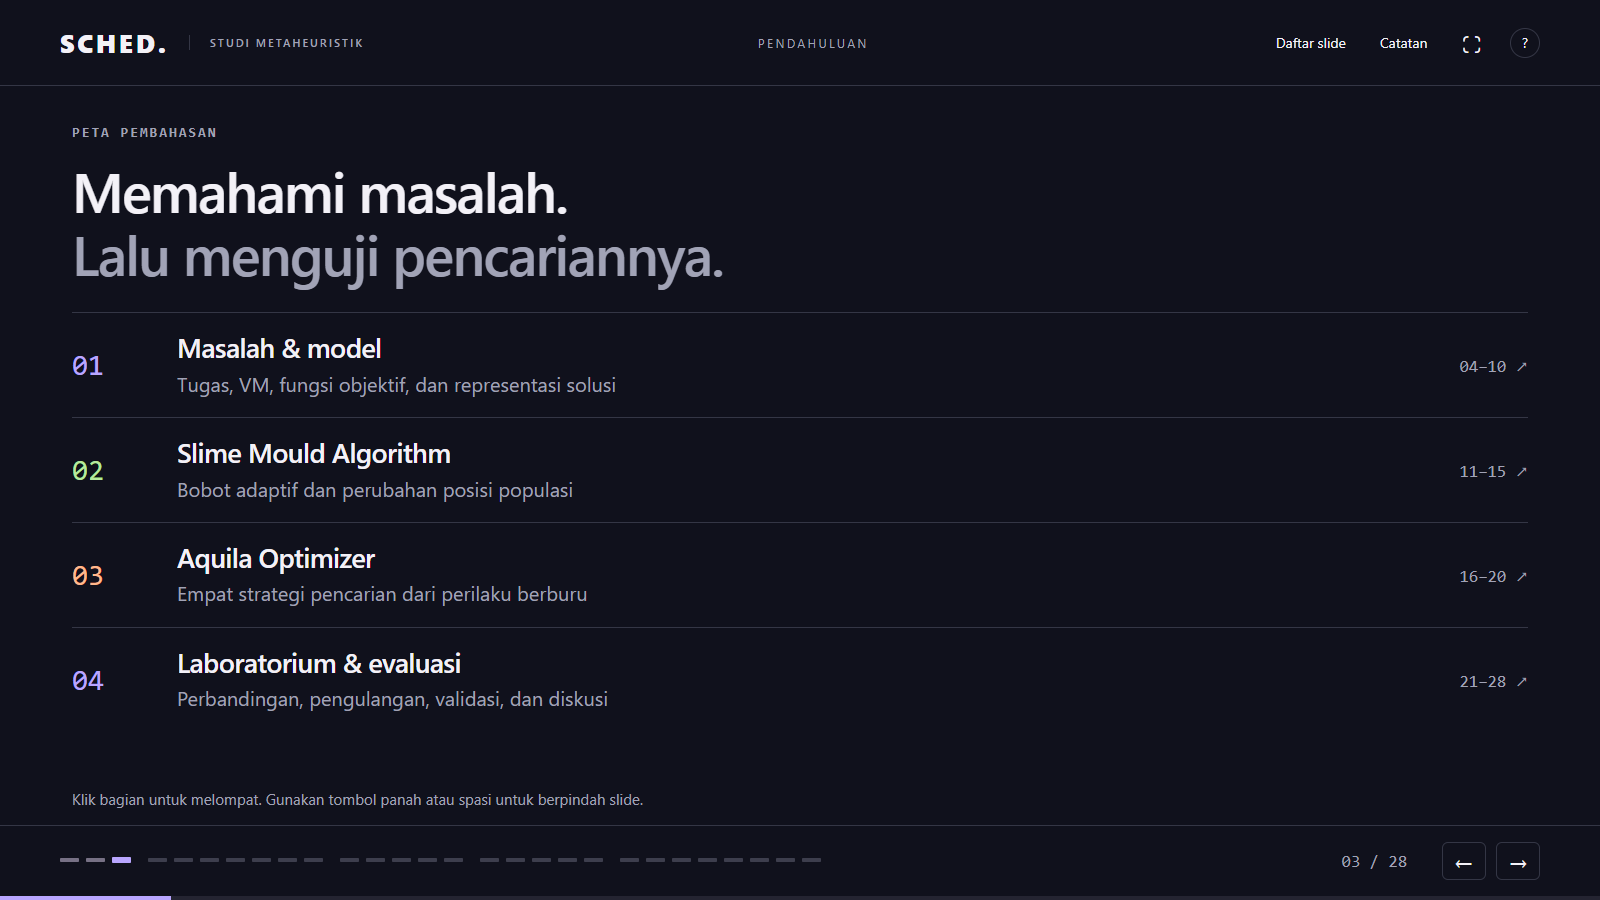 SCHED.
STUDI METAHEURISTIK
PENDAHULUAN
Daftar slide
Catatan
?
PETA PEMBAHASAN
Memahami masalah.
Lalu menguji pencariannya.
01
Masalah & model
Tugas, VM, fungsi objektif, dan representasi solusi
04–10 ↗
02
Slime Mould Algorithm
Bobot adaptif dan perubahan posisi populasi
11–15 ↗
03
Aquila Optimizer
Empat strategi pencarian dari perilaku berburu
16–20 ↗
04
Laboratorium & evaluasi
Perbandingan, pengulangan, validasi, dan diskusi
21–28 ↗
Klik bagian untuk melompat. Gunakan tombol panah atau spasi untuk berpindah slide.
03 / 28
← →